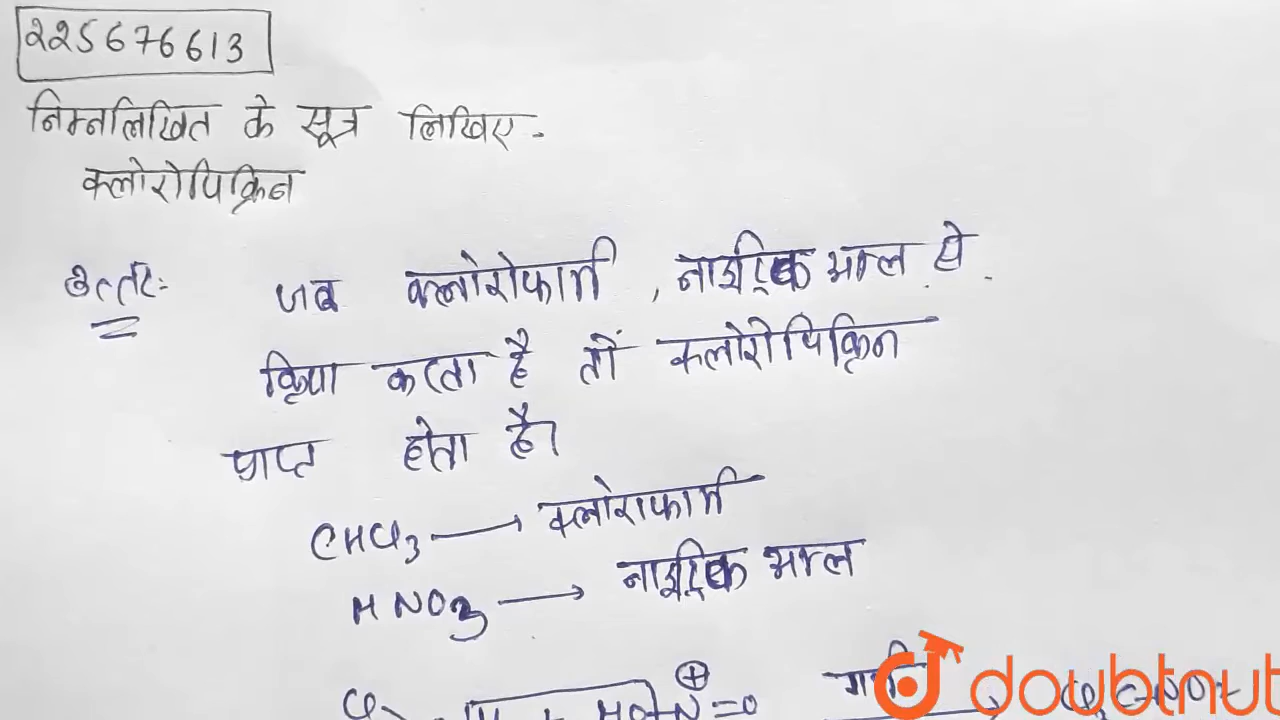 225676613
निम्नलिखित के सूत्र लिखिए -
क्लोरोपिक्रिन
उत्तर:- जब क्लोरोफार्म , नाइट्रिक अम्ल से
क्रिया करता है तो क्लोरोपिक्रिन
प्राप्त होता है।
CHCl3 → क्लोरोफार्म
HNO3 → नाइट्रिक अम्ल
doubtnut